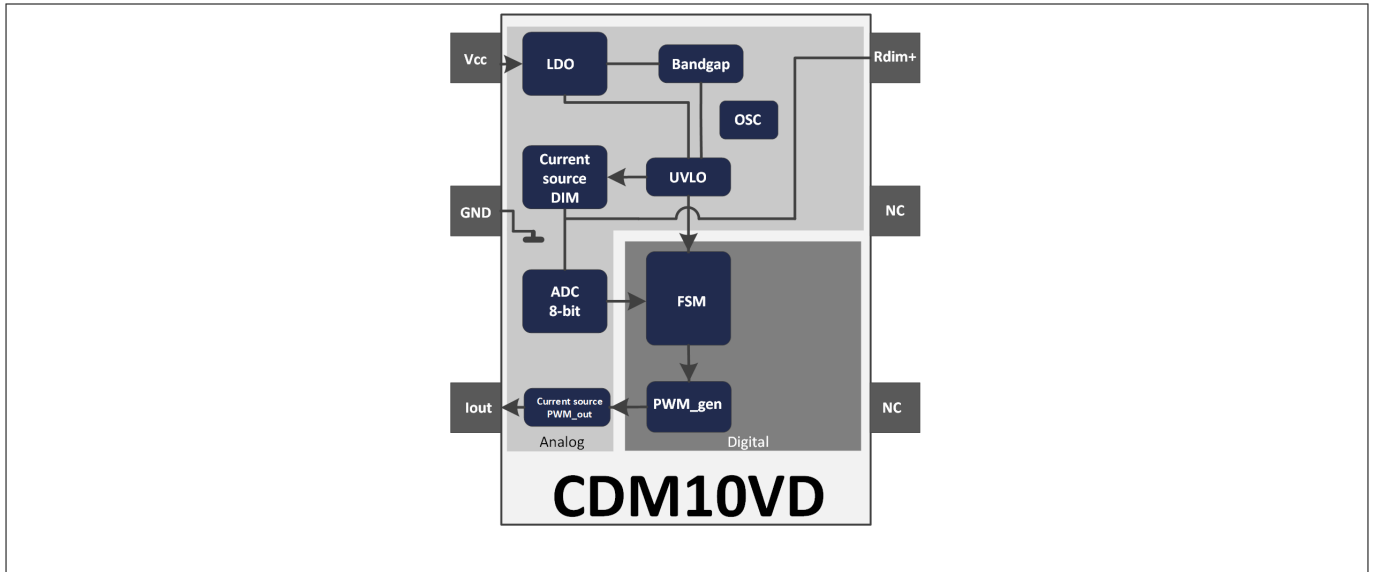 Vcc
LDO
Bandgap
Rdim+
OSC
Current
source
DIM
UVLO
GND
NC
ADC
8-bit
FSM
Iout
Current source
PWM_out
PWM_gen
NC
Analog
Digital
CDM10VD